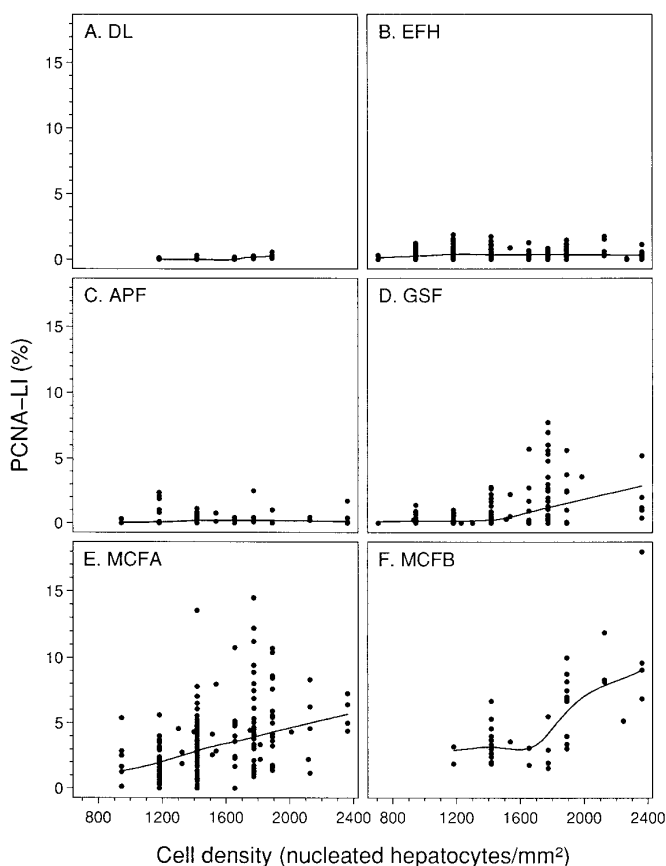 A. DL
B. EFH
15
10
5
0
C. APF
D. GSF
15
10
5
0
PCNA–LI (%)
E. MCFA
F. MCFB
15
10
5
0
800 1200 1600 2000 2400 800 1200 1600 2000 2400
Cell density (nucleated hepatocytes/mm²)